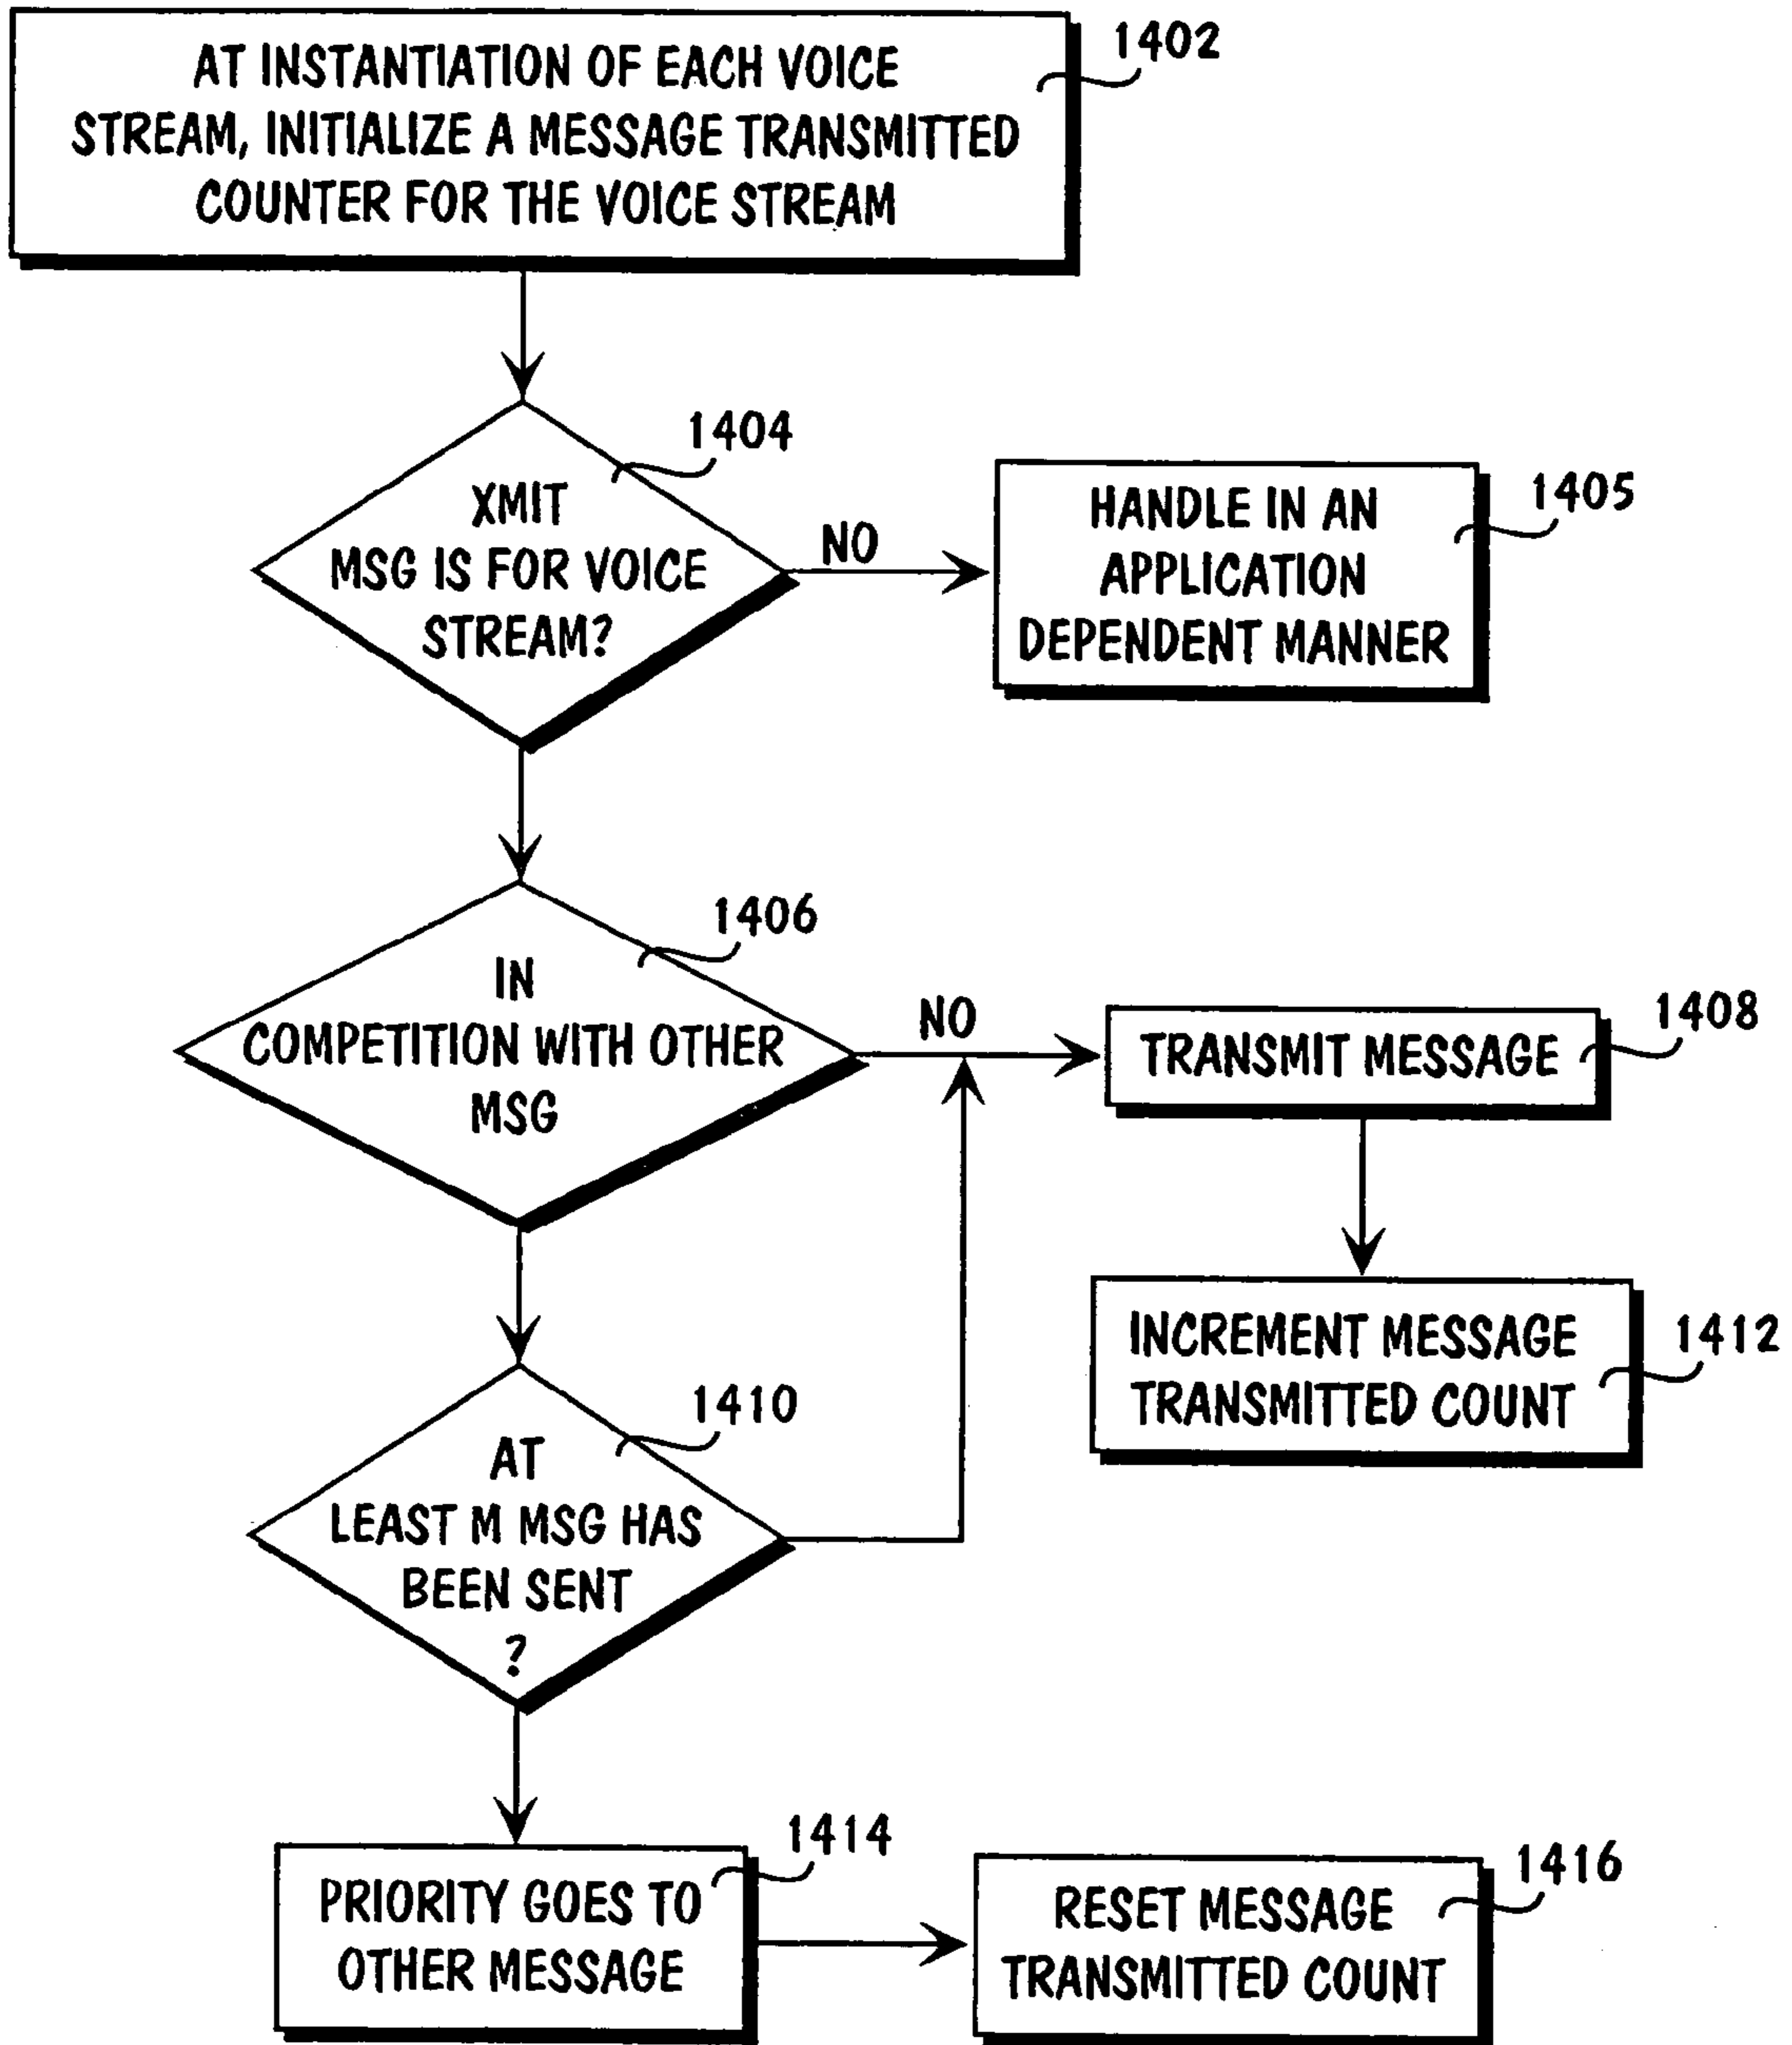 AT INSTANTIATION OF EACH VOICE
STREAM, INITIALIZE A MESSAGE TRANSMITTED
COUNTER FOR THE VOICE STREAM
1402
1404
XMIT
MSG IS FOR VOICE
STREAM?
NO
HANDLE IN AN
APPLICATION
DEPENDENT MANNER
1405
1406
IN
COMPETITION WITH OTHER
MSG
NO
TRANSMIT MESSAGE
1408
INCREMENT MESSAGE
TRANSMITTED COUNT
1412
1410
AT
LEAST M MSG HAS
BEEN SENT
?
PRIORITY GOES TO
OTHER MESSAGE
1414
RESET MESSAGE
TRANSMITTED COUNT
1416